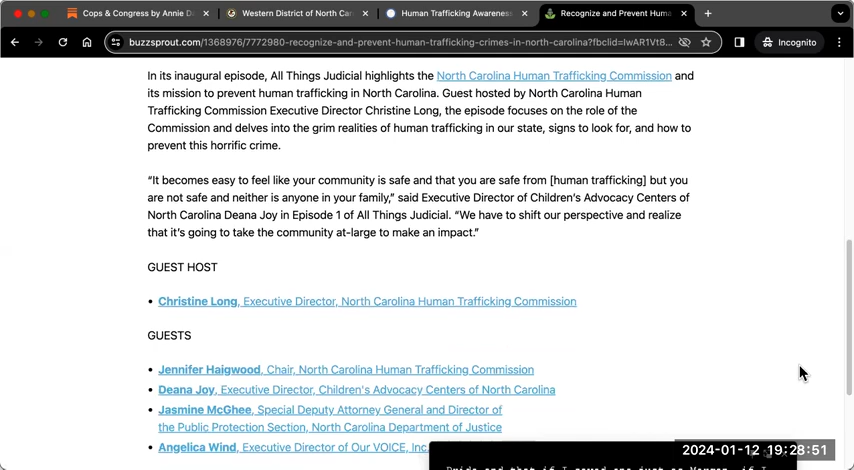 Cops & Congress by Annie Da
Western District of North Car
Human Trafficking Awareness
Recognize and Prevent Huma
buzzsprout.com/1368976/7772980-recognize-and-prevent-human-trafficking-crimes-in-north-carolina?fbclid=IwAR1Vt8...
Incognito
In its inaugural episode, All Things Judicial highlights the North Carolina Human Trafficking Commission and
its mission to prevent human trafficking in North Carolina. Guest hosted by North Carolina Human
Trafficking Commission Executive Director Christine Long, the episode focuses on the role of the
Commission and delves into the grim realities of human trafficking in our state, signs to look for, and how to
prevent this horrific crime.
“It becomes easy to feel like your community is safe and that you are safe from [human trafficking] but you
are not safe and neither is anyone in your family,” said Executive Director of Children’s Advocacy Centers of
North Carolina Deana Joy in Episode 1 of All Things Judicial. “We have to shift our perspective and realize
that it’s going to take the community at-large to make an impact.”
GUEST HOST
• Christine Long, Executive Director, North Carolina Human Trafficking Commission
GUESTS
• Jennifer Haigwood, Chair, North Carolina Human Trafficking Commission
• Deana Joy, Executive Director, Children's Advocacy Centers of North Carolina
• Jasmine McGhee, Special Deputy Attorney General and Director of
the Public Protection Section, North Carolina Department of Justice
• Angelica Wind, Executive Director of Our VOICE, Inc.
2024-01-12 19:28:51